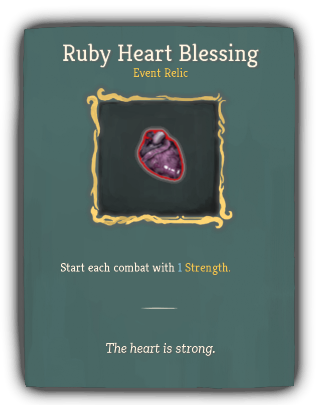 Ruby Heart Blessing
Event Relic
Start each combat with 1 Strength.
The heart is strong.